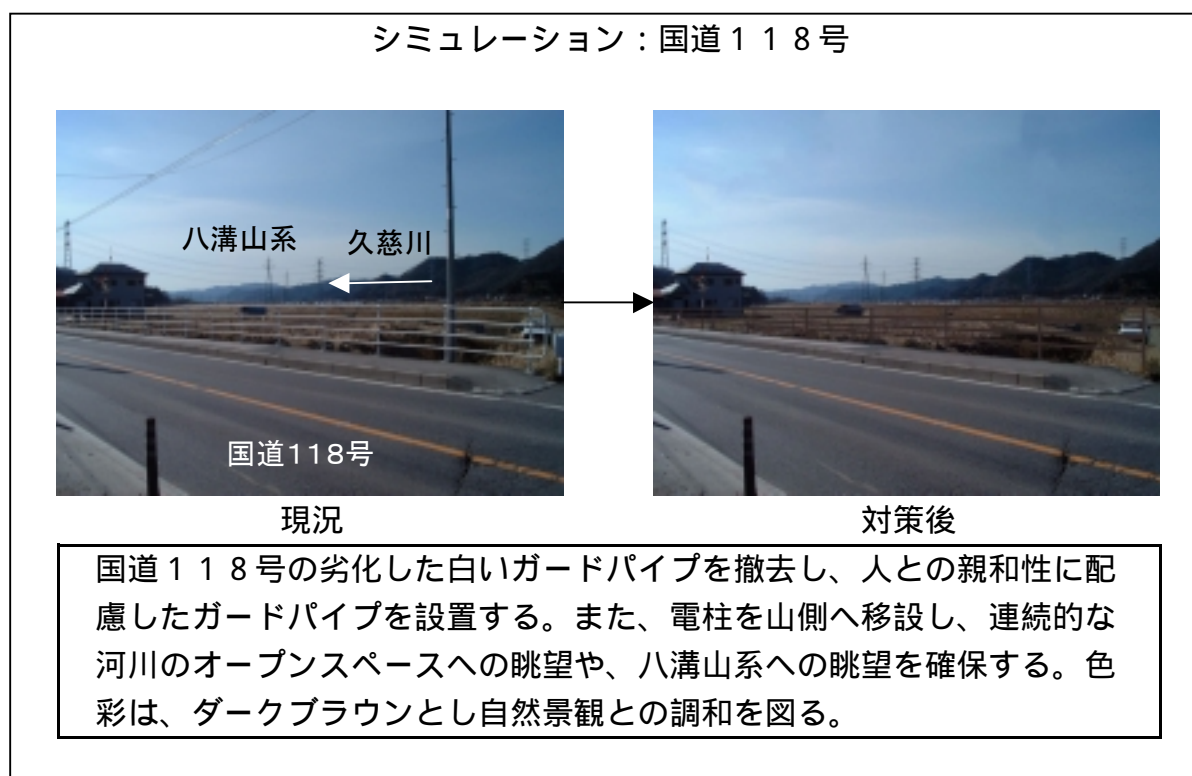 シミュレーション：国道１１８号
八溝山系
久慈川
国道118号
現況
対策後
国道１１８号の劣化した白いガードパイプを撤去し、人との親和性に配
慮したガードパイプを設置する。また、電柱を山側へ移設し、連続的な
河川のオープンスペースへの眺望や、八溝山系への眺望を確保する。色
彩は、ダークブラウンとし自然景観との調和を図る。